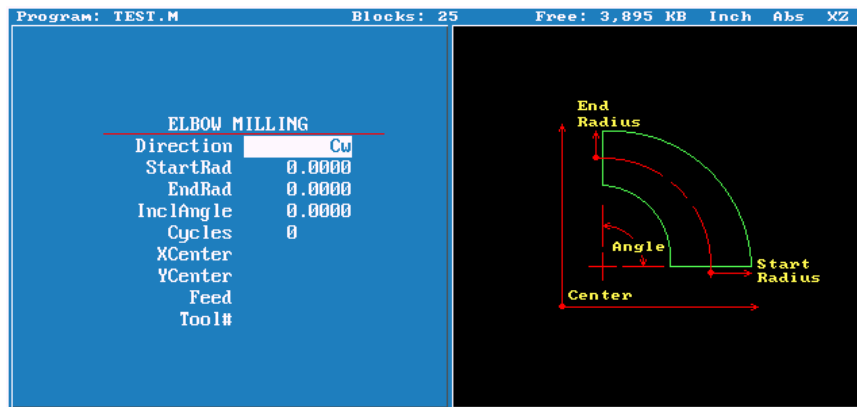 Program: TEST.M Blocks: 25 Free: 3,895 KB Inch Abs XZ
ELBOW MILLING
Direction Cw
StartRad 0.0000
EndRad 0.0000
InclAngle 0.0000
Cycles 0
XCenter
YCenter
Feed
Tool#
End
Radius
Angle
Start
Radius
Center